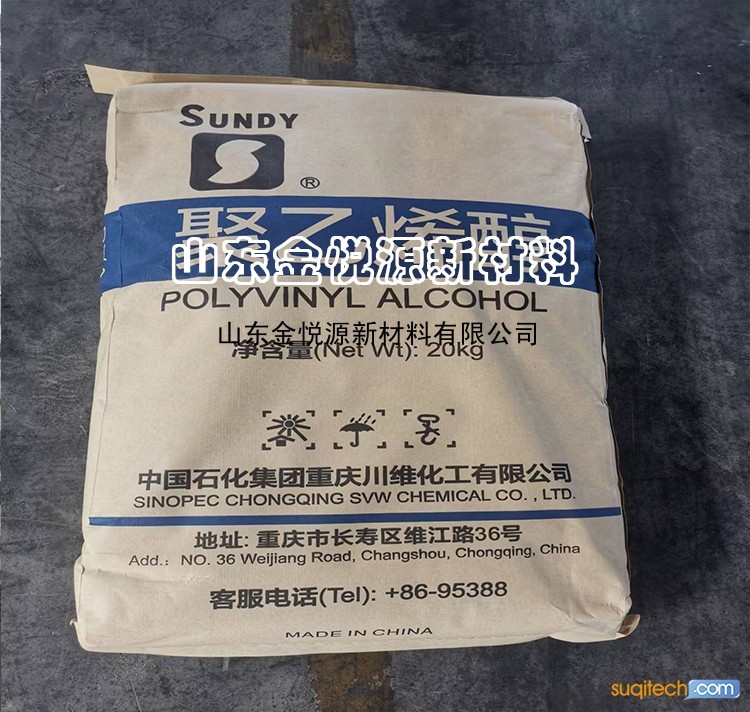 SUNDY
®
聚乙烯醇
山东金悦源新材料
POLYVINYL ALCOHOL
山东金悦源新材料有限公司
净含量(Net Wt): 20kg
中国石化集团重庆川维化工有限公司
SINOPEC CHONGQING SVW CHEMICAL CO. , LTD.
地址: 重庆市长寿区维江路36号
Add.: NO. 36 Weijiang Road, Changshou, Chongqing, China
客服电话(Tel): +86-95388
MADE IN CHINA
suqitech.com